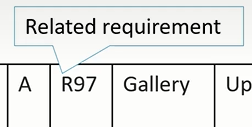 Related requirement
A R97 Gallery Up